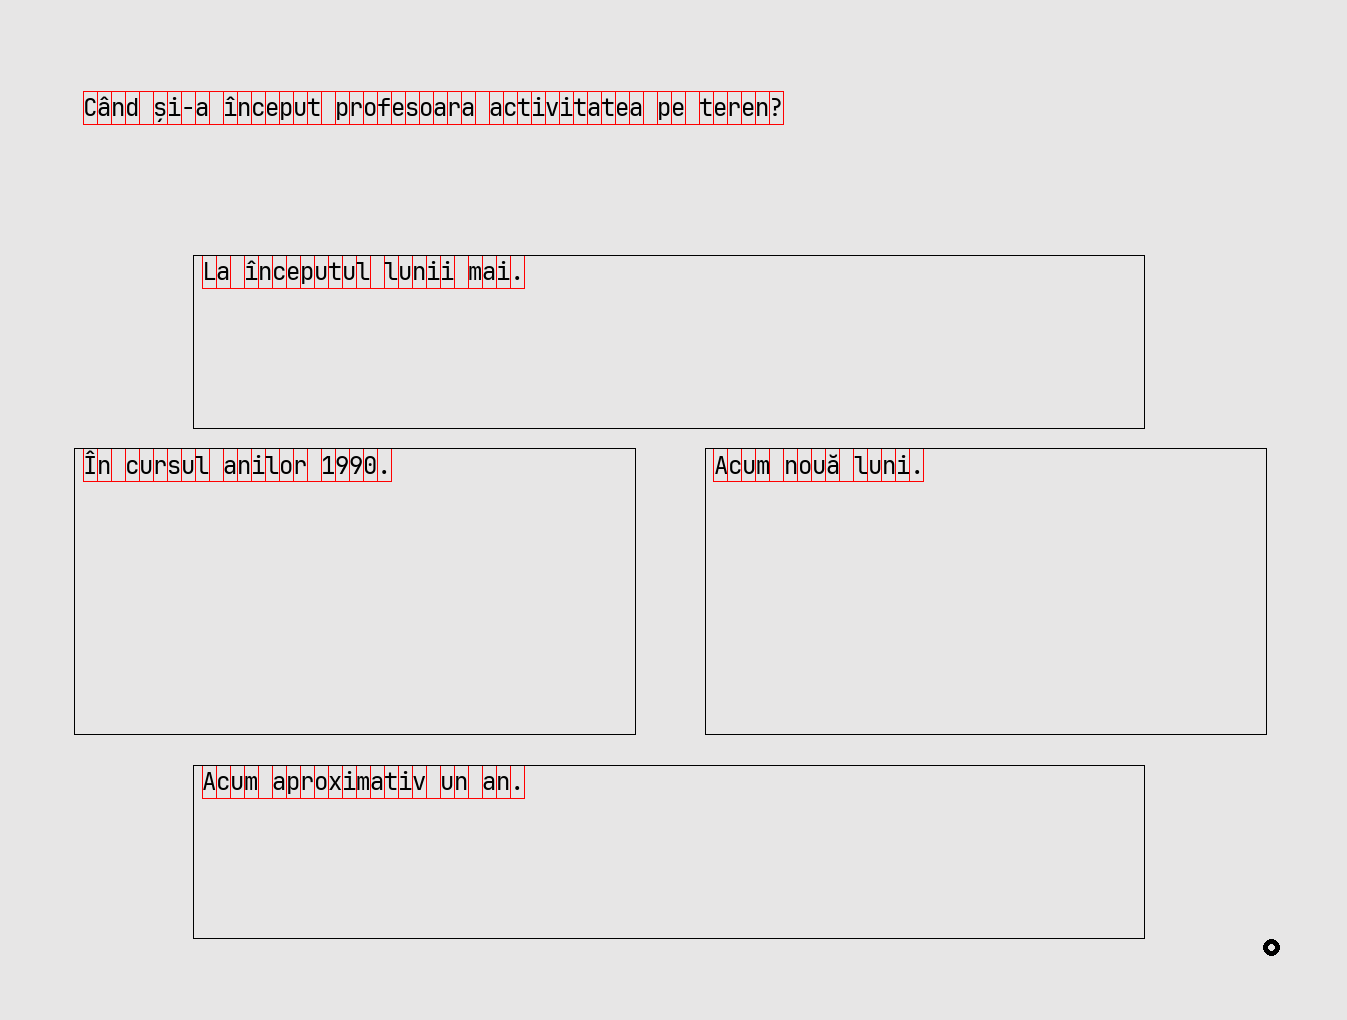 Când și-a început profesoara activitatea pe teren?
La începutul lunii mai.
În cursul anilor 1990.
Acum nouă luni.
Acum aproximativ un an.